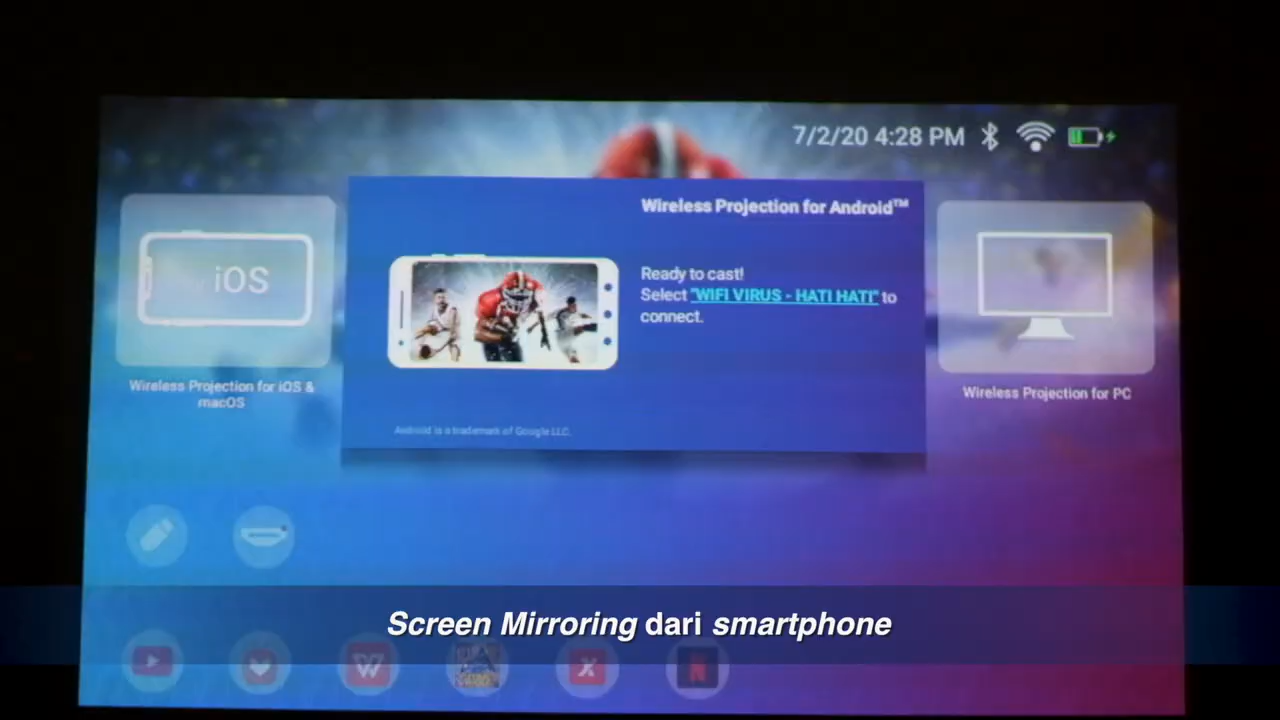 7/2/20 4:28 PM
Wireless Projection for Android™
iOS
Ready to cast!
Select "WIFI VIRUS - HATI HATI" to
connect.
Wireless Projection for iOS &
macOS
Wireless Projection for PC
Android is a trademark of Google LLC.
Screen Mirroring dari smartphone
W
X
N